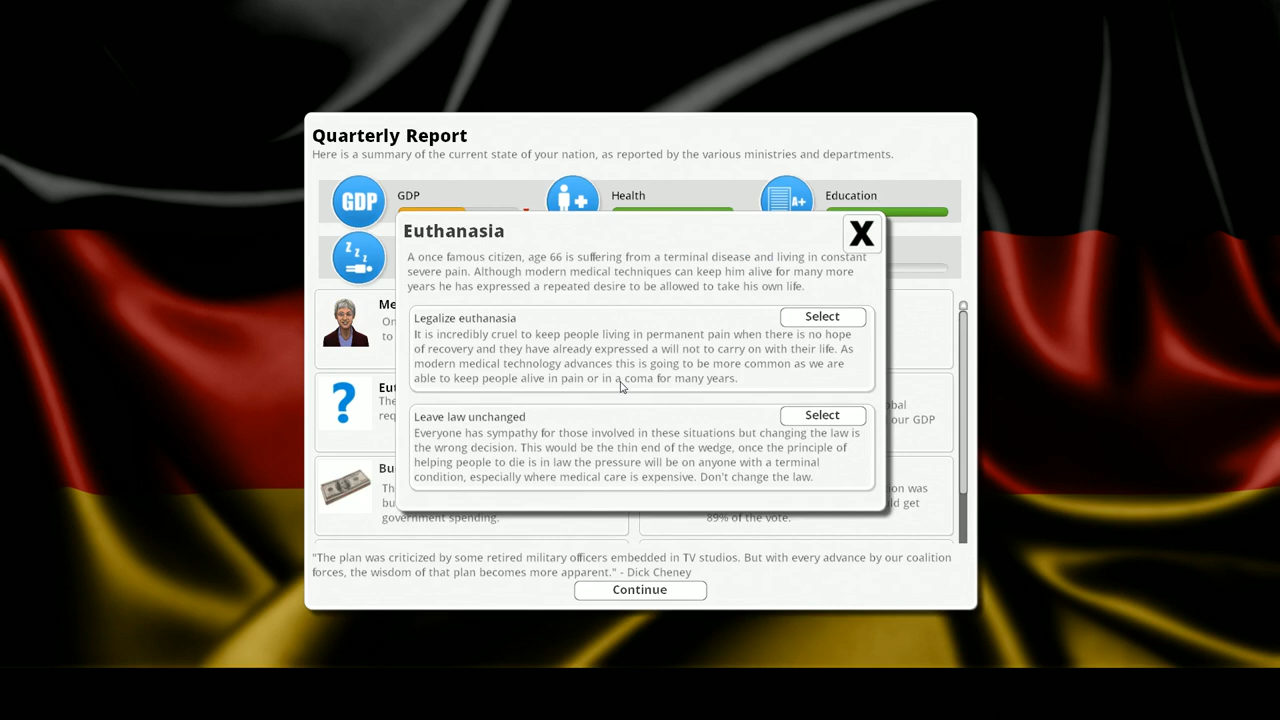 Quarterly Report
Here is a summary of the current state of your nation, as reported by the various ministries and departments.
GDP
GDP
Health
A+
Education
z z z
Euthanasia
X
A once famous citizen, age 66 is suffering from a terminal disease and living in constant
severe pain. Although modern medical techniques can keep him alive for many more
years he has expressed a repeated desire to be allowed to take his own life.
Legalize euthanasia
Select
It is incredibly cruel to keep people living in permanent pain when there is no hope
of recovery and they have already expressed a will not to carry on with their life. As
modern medical technology advances this is going to be more common as we are
able to keep people alive in pain or in a coma for many years.
Leave law unchanged
Select
Everyone has sympathy for those involved in these situations but changing the law is
the wrong decision. This would be the thin end of the wedge, once the principle of
helping people to die is in law the pressure will be on anyone with a terminal
condition, especially where medical care is expensive. Don't change the law.
to
?
government spending.
our GDP
on was
ld get
89% of the vote.
"The plan was criticized by some retired military officers embedded in TV studios. But with every advance by our coalition
forces, the wisdom of that plan becomes more apparent." - Dick Cheney
Continue